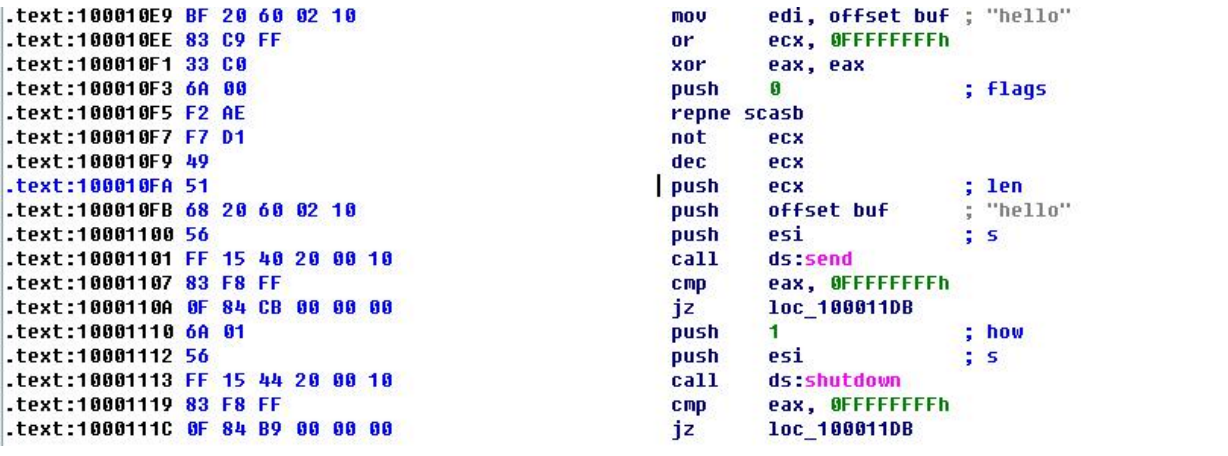 .text:100010E9 BF 20 60 02 10 mov edi, offset buf ; "hello"
.text:100010EE 83 C9 FF or ecx, 0FFFFFFFFh
.text:100010F1 33 C0 xor eax, eax
.text:100010F3 6A 00 push 0 ; flags
.text:100010F5 F2 AE repne scasb
.text:100010F7 F7 D1 not ecx
.text:100010F9 49 dec ecx
.text:100010FA 51 push ecx ; len
.text:100010FB 68 20 60 02 10 push offset buf ; "hello"
.text:10001100 56 push esi ; s
.text:10001101 FF 15 40 20 00 10 call ds:send
.text:10001107 83 F8 FF cmp eax, 0FFFFFFFFh
.text:1000110A 0F 84 CB 00 00 00 jz loc_100011DB
.text:10001110 6A 01 push 1 ; how
.text:10001112 56 push esi ; s
.text:10001113 FF 15 44 20 00 10 call ds:shutdown
.text:10001119 83 F8 FF cmp eax, 0FFFFFFFFh
.text:1000111C 0F 84 B9 00 00 00 jz loc_100011DB